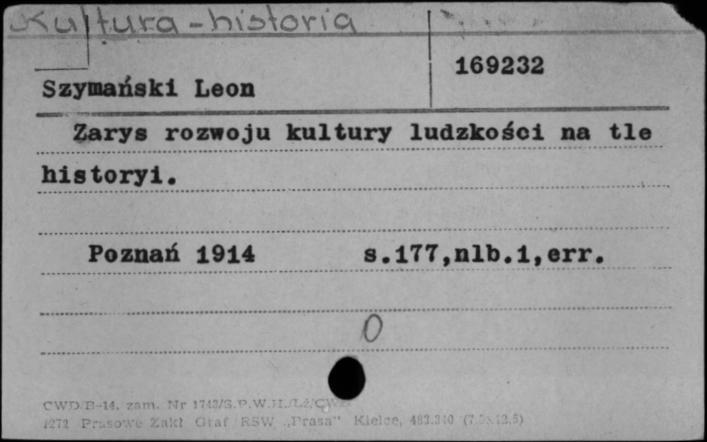 Kultura-historia
169232
Szymański Leon
Zarys rozwoju kultury ludzkości na tle
historyi.
Poznań 1914 s.177,nlb.1,err.
0
CWD/B-14. zam. Nr
Prasowe Zakł Graf RSW „Prasa" Kielce,